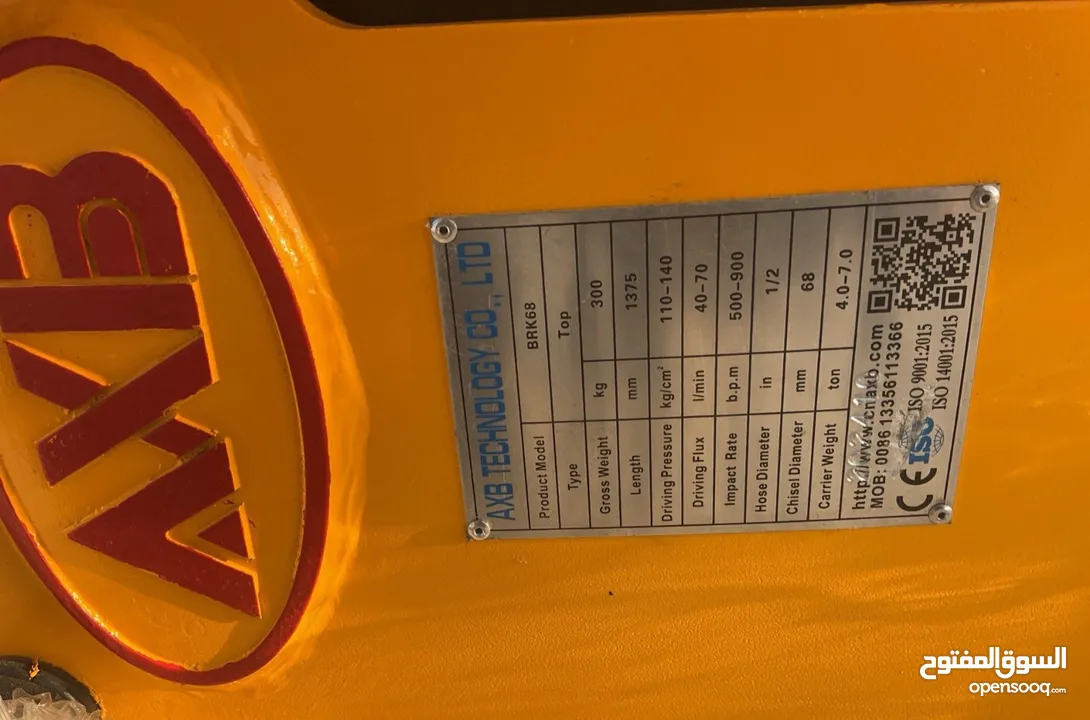 AXB
AXB TECHNOLOGY CO., LTD
Product Model BRK68
Type Top
Gross Weight kg 300
Length mm 1375
Driving Pressure kg/cm² 110-140
Driving Flux l/min 40-70
Impact Rate b.p.m 500-900
Hose Diameter in 1/2
Chisel Diameter mm 68
Carrier Weight ton 4.0-7.0
http://www.cnaxb.com
MOB: 0086 13356113366
CE ISO ISO 9001:2015
ISO 14001:2015
السوق المفتوح
opensooq.com